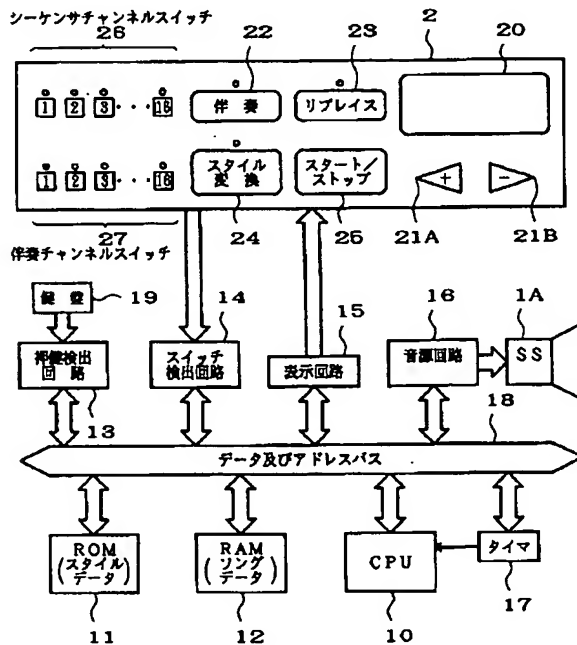 シーケンサチャンネルスイッチ
26 22 23 2 20
1 2 3 ・・・ 16 伴奏 リプレイス
1 2 3 ・・・ 16 スタイル変換 スタート/ストップ + −
27 24 25 21A 21B
伴奏チャンネルスイッチ
鍵盤 19 14 15 16 1A
押鍵検出回路 スイッチ検出回路 表示回路 音源回路 SS
13 18
データ及びアドレスバス
ROM(スタイルデータ) RAM(ソングデータ) CPU タイマ
11 12 10 17